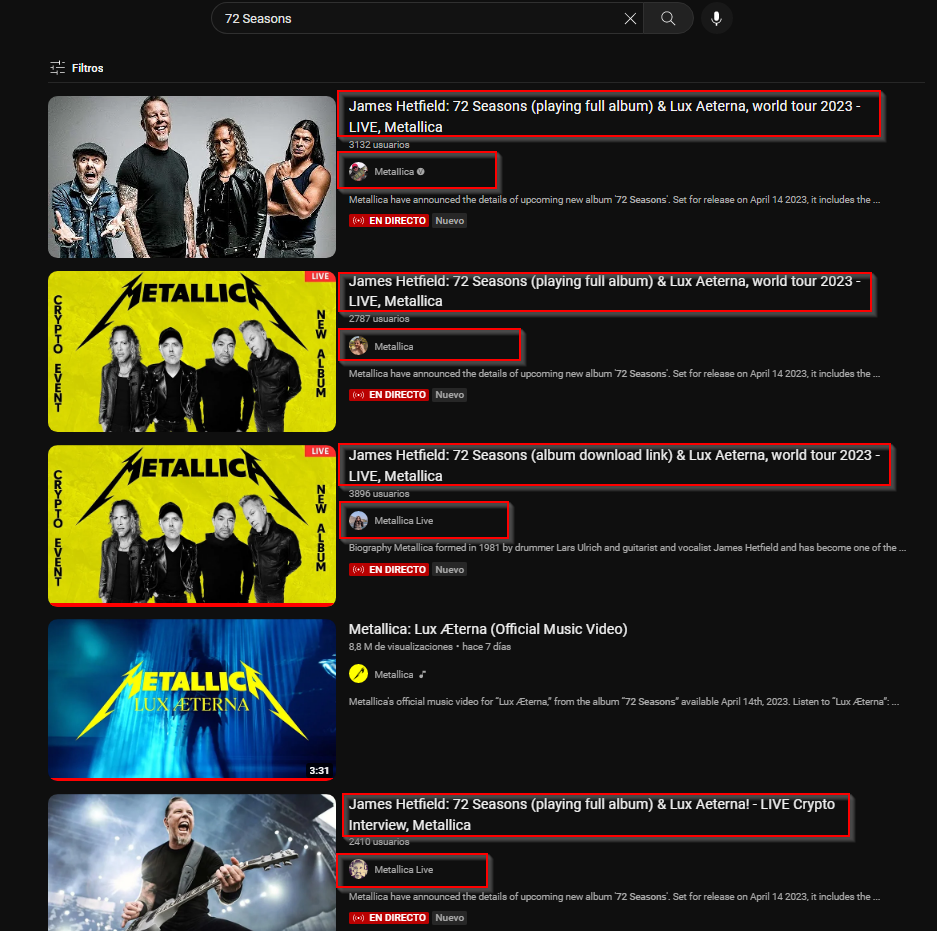 72 Seasons
Filtros
James Hetfield: 72 Seasons (playing full album) & Lux Aeterna, world tour 2023 -
LIVE, Metallica
3132 usuarios
Metallica
Metallica have announced the details of upcoming new album '72 Seasons'. Set for release on April 14 2023, it includes the ...
EN DIRECTO Nuevo
LIVE
METALLICA
CRYPTO EVENT
NEW ALBUM
James Hetfield: 72 Seasons (playing full album) & Lux Aeterna, world tour 2023 -
LIVE, Metallica
2787 usuarios
Metallica
Metallica have announced the details of upcoming new album '72 Seasons'. Set for release on April 14 2023, it includes the ...
EN DIRECTO Nuevo
LIVE
METALLICA
CRYPTO EVENT
NEW ALBUM
James Hetfield: 72 Seasons (album download link) & Lux Aeterna, world tour 2023 -
LIVE, Metallica
3896 usuarios
Metallica Live
Biography Metallica formed in 1981 by drummer Lars Ulrich and guitarist and vocalist James Hetfield and has become one of the ...
EN DIRECTO Nuevo
METALLICA
LUX ÆTERNA
3:31
Metallica: Lux Æterna (Official Music Video)
8,8 M de visualizaciones • hace 7 días
Metallica
Metallica's official music video for “Lux Æterna,” from the album “72 Seasons” available April 14th, 2023. Listen to “Lux Æterna”: ...
James Hetfield: 72 Seasons (playing full album) & Lux Aeterna! - LIVE Crypto
Interview, Metallica
2410 usuarios
Metallica Live
Metallica have announced the details of upcoming new album '72 Seasons'. Set for release on April 14 2023, it includes the ...
EN DIRECTO Nuevo